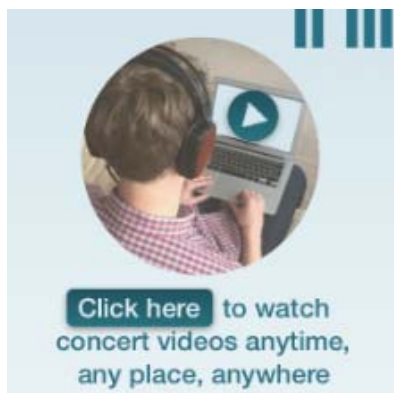 Click here to watch
concert videos anytime,
any place, anywhere